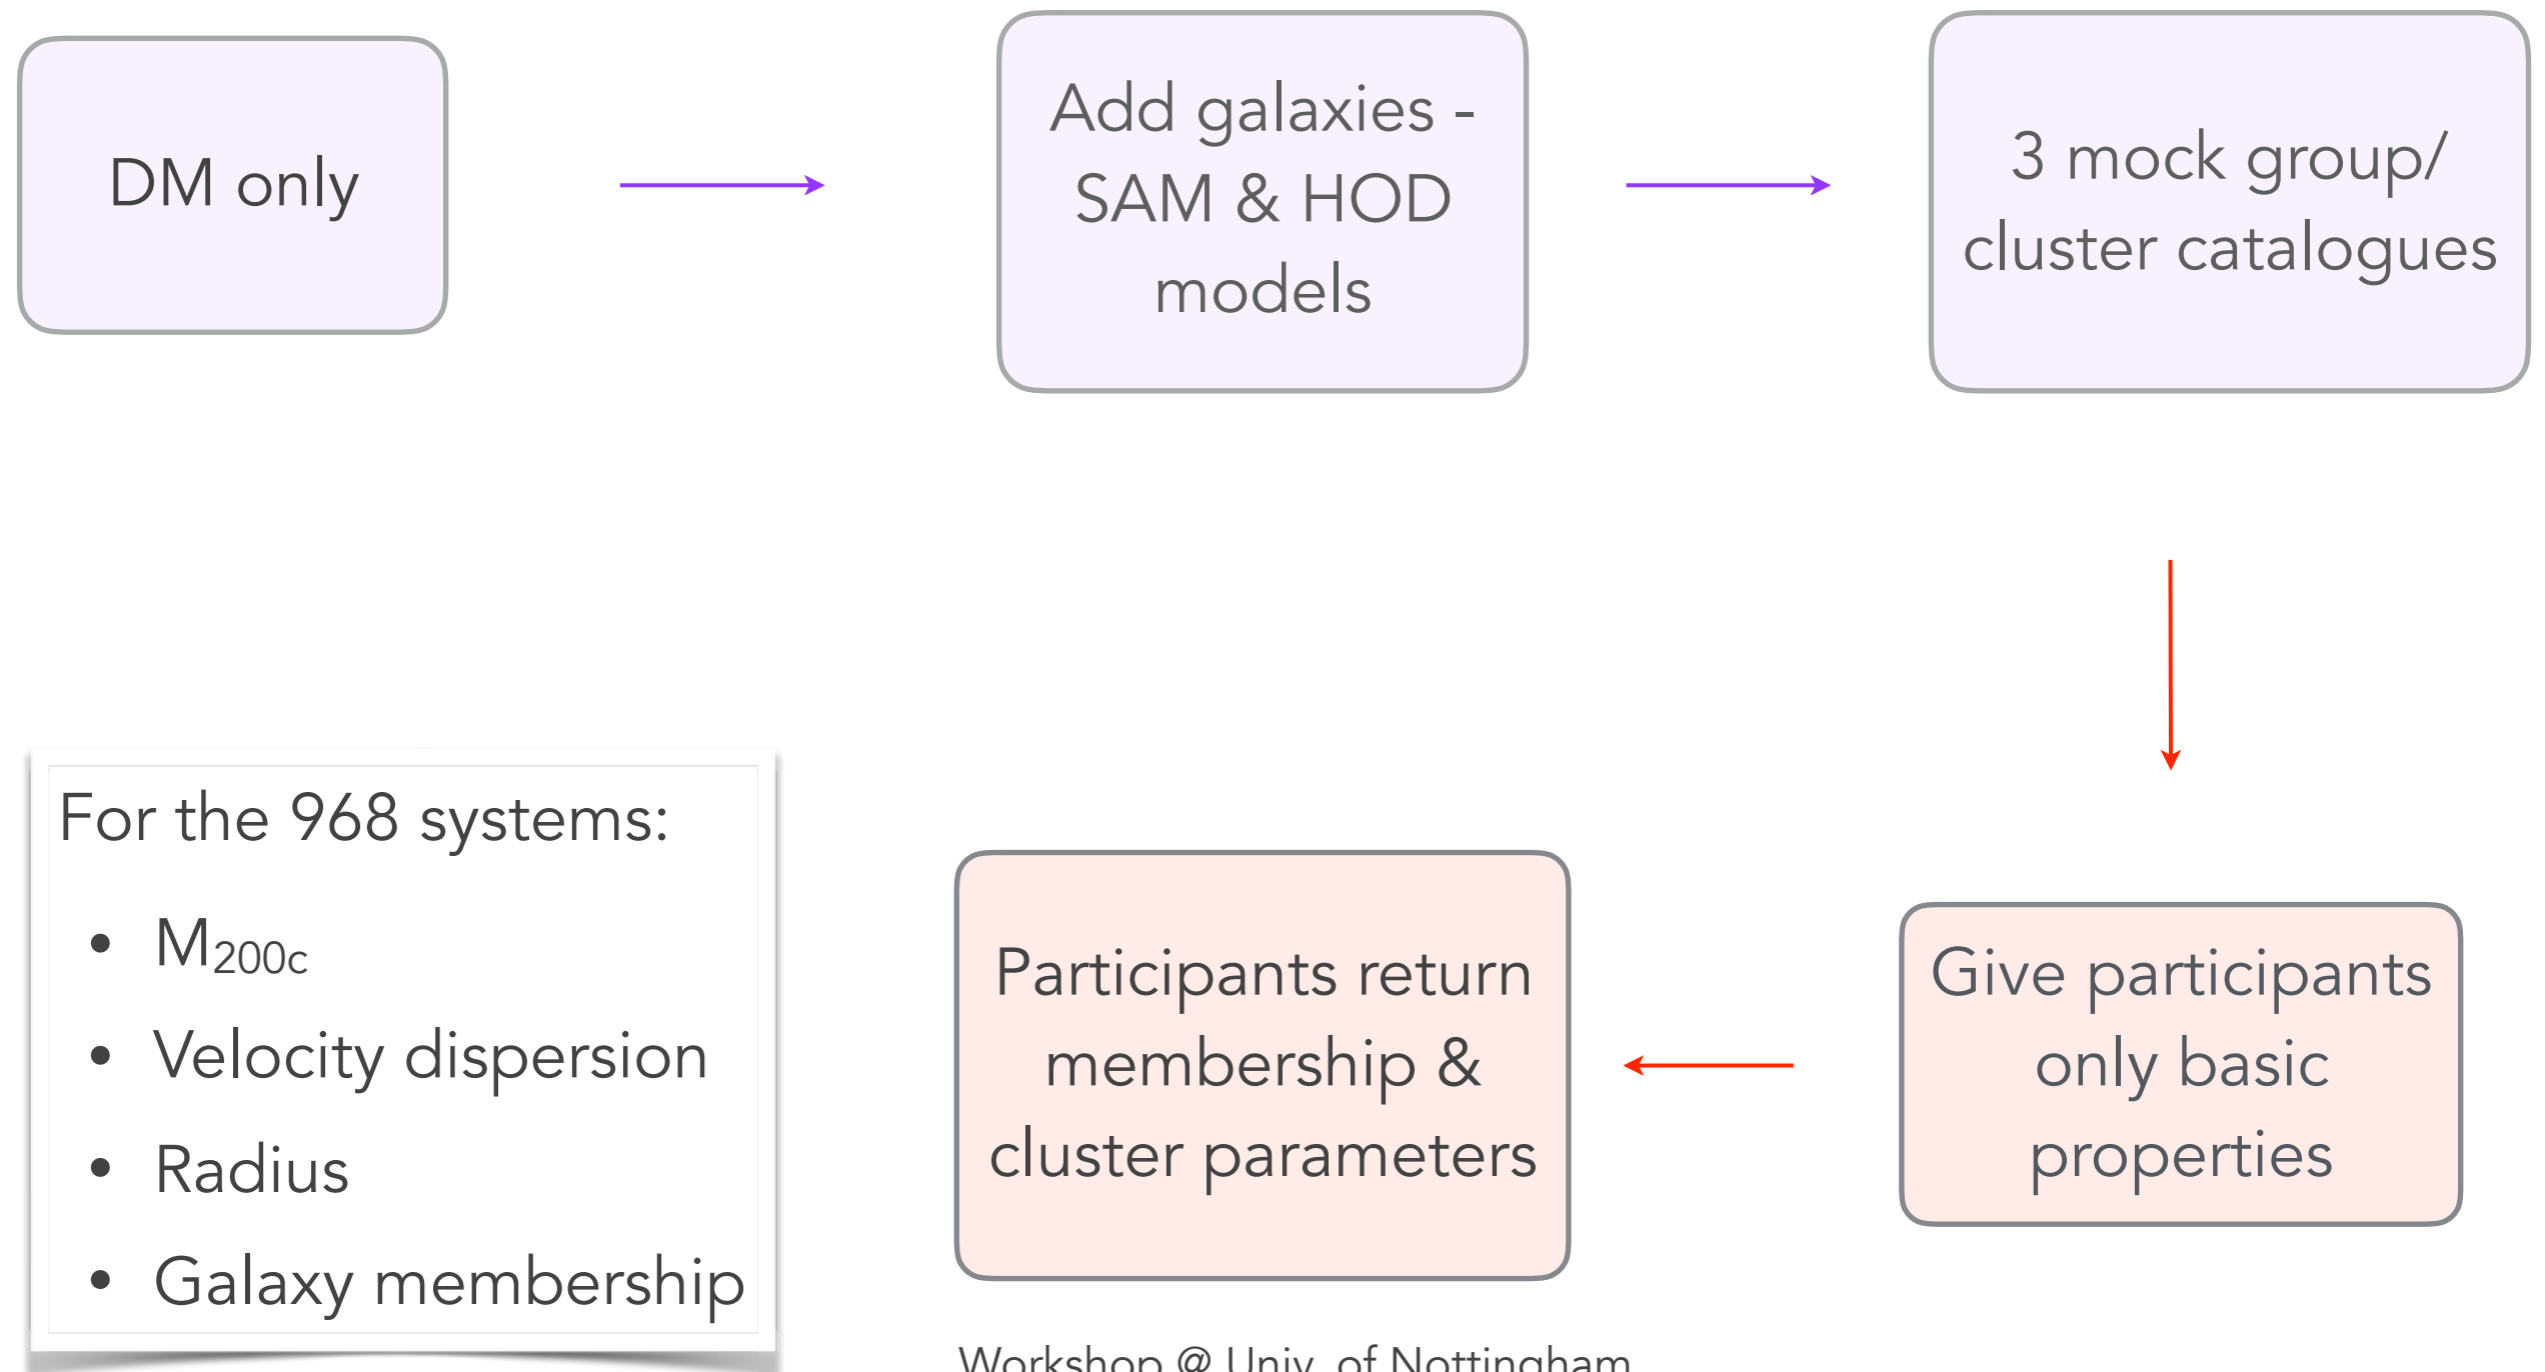 DM only
Add galaxies -
SAM & HOD
models
3 mock group/
cluster catalogues
Give participants
only basic
properties
Participants return
membership &
cluster parameters
For the 968 systems:
• M200c
• Velocity dispersion
• Radius
• Galaxy membership
Workshop @ Univ. of Nottingham